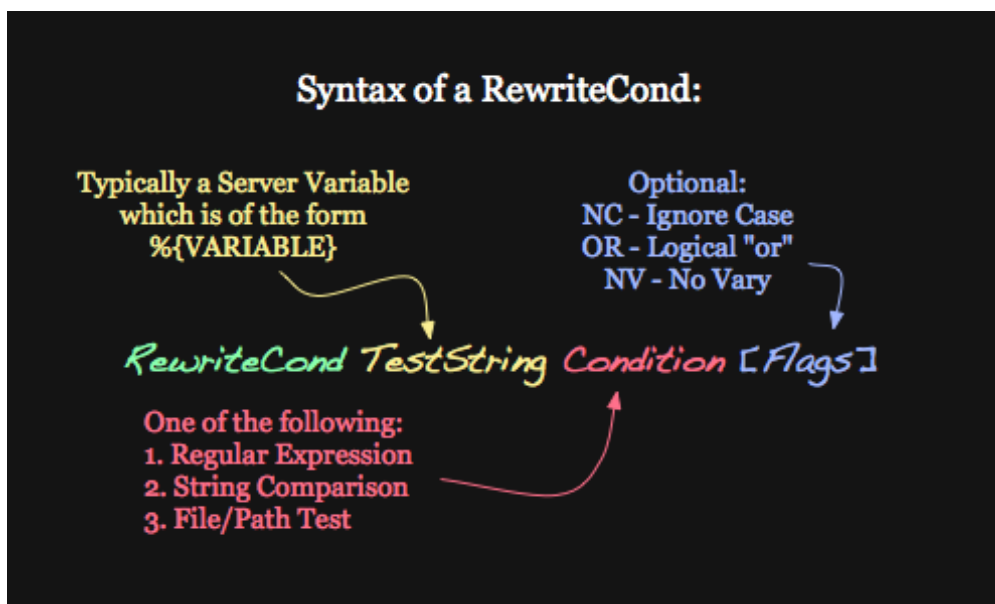 Syntax of a RewriteCond:
Typically a Server Variable
which is of the form
%{VARIABLE}
Optional:
NC - Ignore Case
OR - Logical "or"
NV - No Vary
RewriteCond TestString Condition [Flags]
One of the following:
1. Regular Expression
2. String Comparison
3. File/Path Test